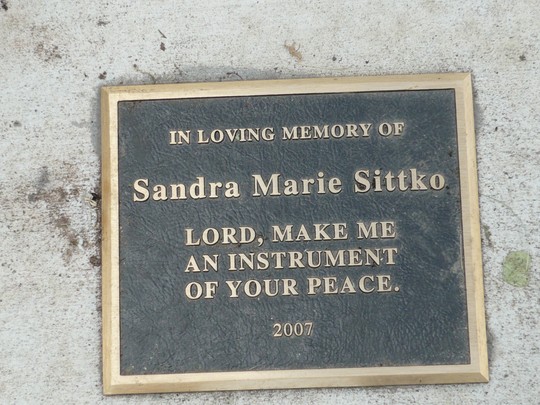 IN LOVING MEMORY OF
Sandra Marie Sittko
LORD, MAKE ME
AN INSTRUMENT
OF YOUR PEACE.
2007